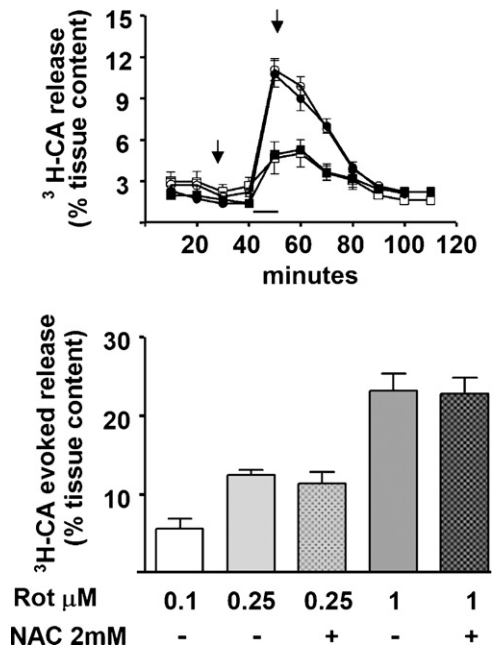 15
12
9
6
3
³ H-CA release
(% tissue content)
20 40 60 80 100 120
minutes
30
20
10
³H-CA evoked release
(% tissue content)
Rot μM 0.1 0.25 0.25 1 1
NAC 2mM - - + - +